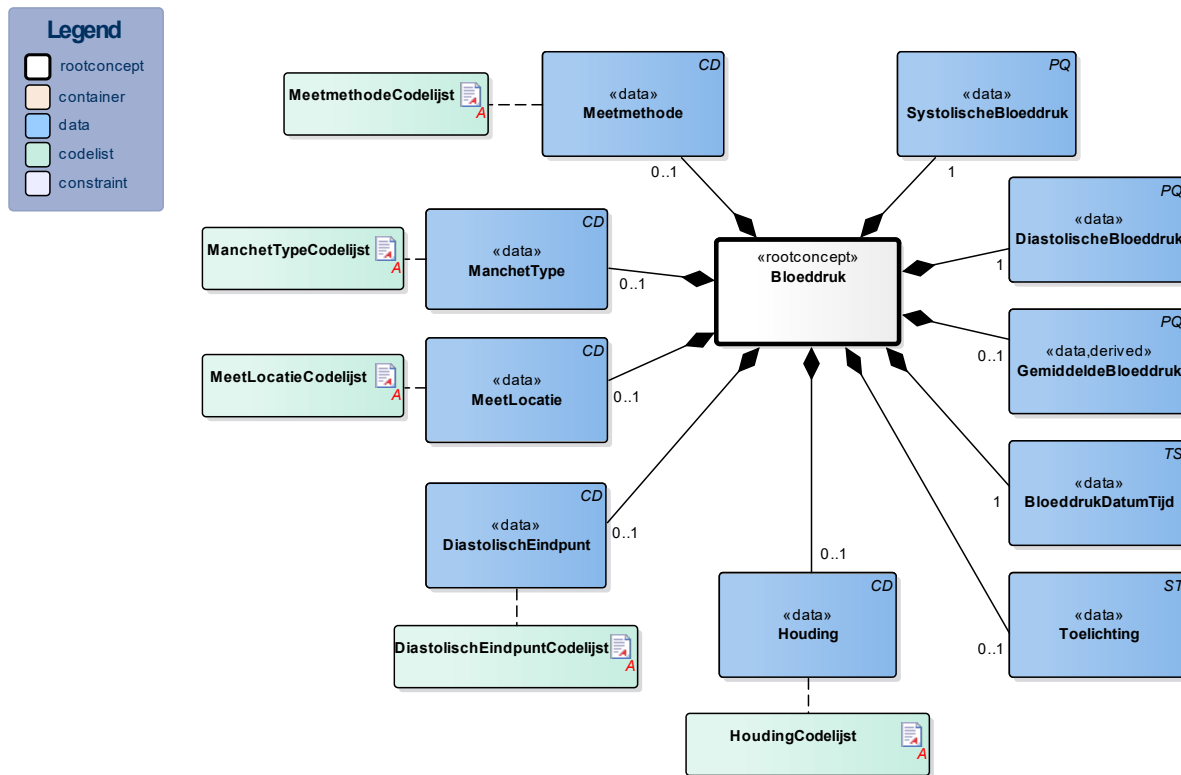 Legend
rootconcept
container
data
codelist
constraint
MeetmethodeCodelijst
A
CD
«data»
Meetmethode
0..1
PQ
«data»
SystolischeBloeddruk
1
ManchetTypeCodelijst
A
CD
«data»
ManchetType
0..1
«rootconcept»
Bloeddruk
PQ
«data»
DiastolischeBloeddruk
1
MeetLocatieCodelijst
A
CD
«data»
MeetLocatie
0..1
PQ
«data,derived»
GemiddeldeBloeddruk
0..1
CD
«data»
DiastolischEindpunt
0..1
TS
«data»
BloeddrukDatumTijd
1
DiastolischEindpuntCodelijst
A
0..1
CD
«data»
Houding
ST
«data»
Toelichting
0..1
HoudingCodelijst
A